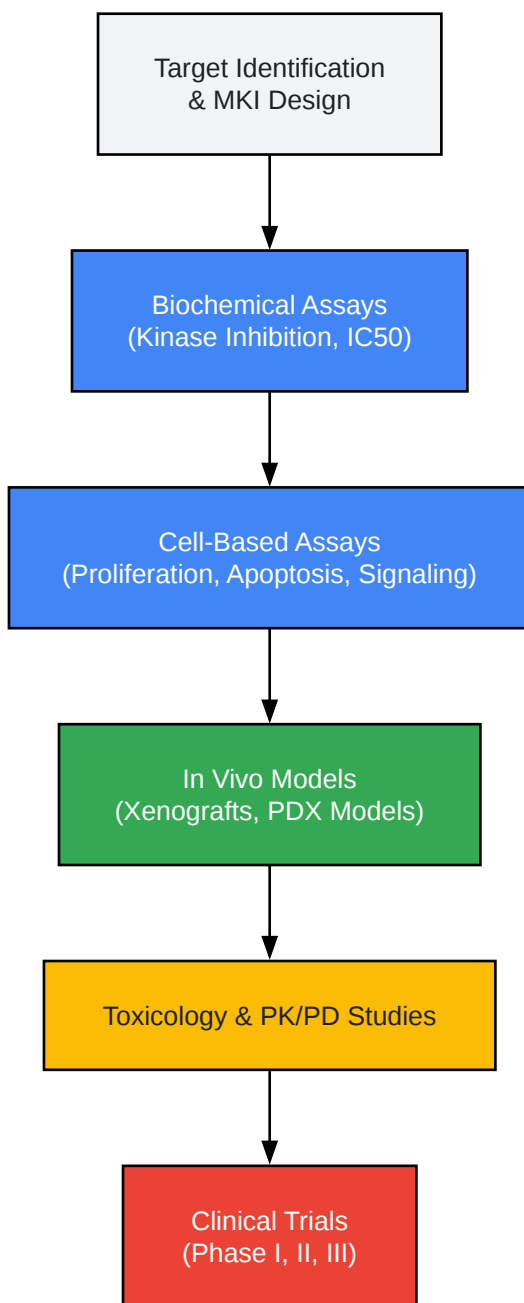 Target Identification
& MKI Design
Biochemical Assays
(Kinase Inhibition, IC50)
Cell-Based Assays
(Proliferation, Apoptosis, Signaling)
In Vivo Models
(Xenografts, PDX Models)
Toxicology & PK/PD Studies
Clinical Trials
(Phase I, II, III)